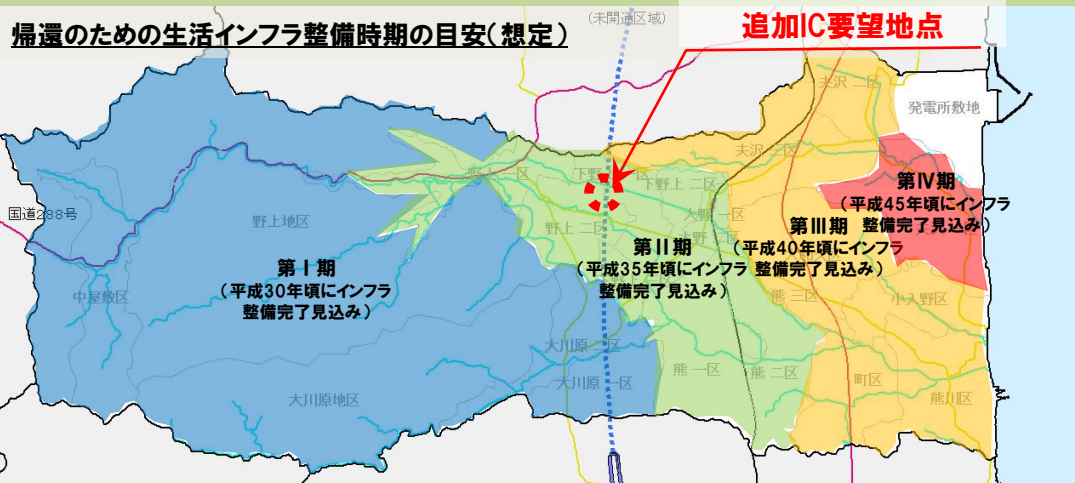 (未開通区域)
追加IC要望地点
帰還のための生活インフラ整備時期の目安(想定)
夫沢 二区
発電所敷地
夫沢 三区
下野上 二区
国道288号
野上地区
野上 二区
大野 一区
第Ⅳ期
(平成45年頃にインフラ
整備完了見込み)
第Ⅲ期
(平成40年頃にインフラ
整備完了見込み)
第Ⅱ期
(平成35年頃にインフラ
整備完了見込み)
第Ⅰ期
(平成30年頃にインフラ
整備完了見込み)
中屋敷区
熊 三区
小入野区
大川原 二区
大川原 一区
熊 一区
熊 二区
町区
熊川区
大川原地区